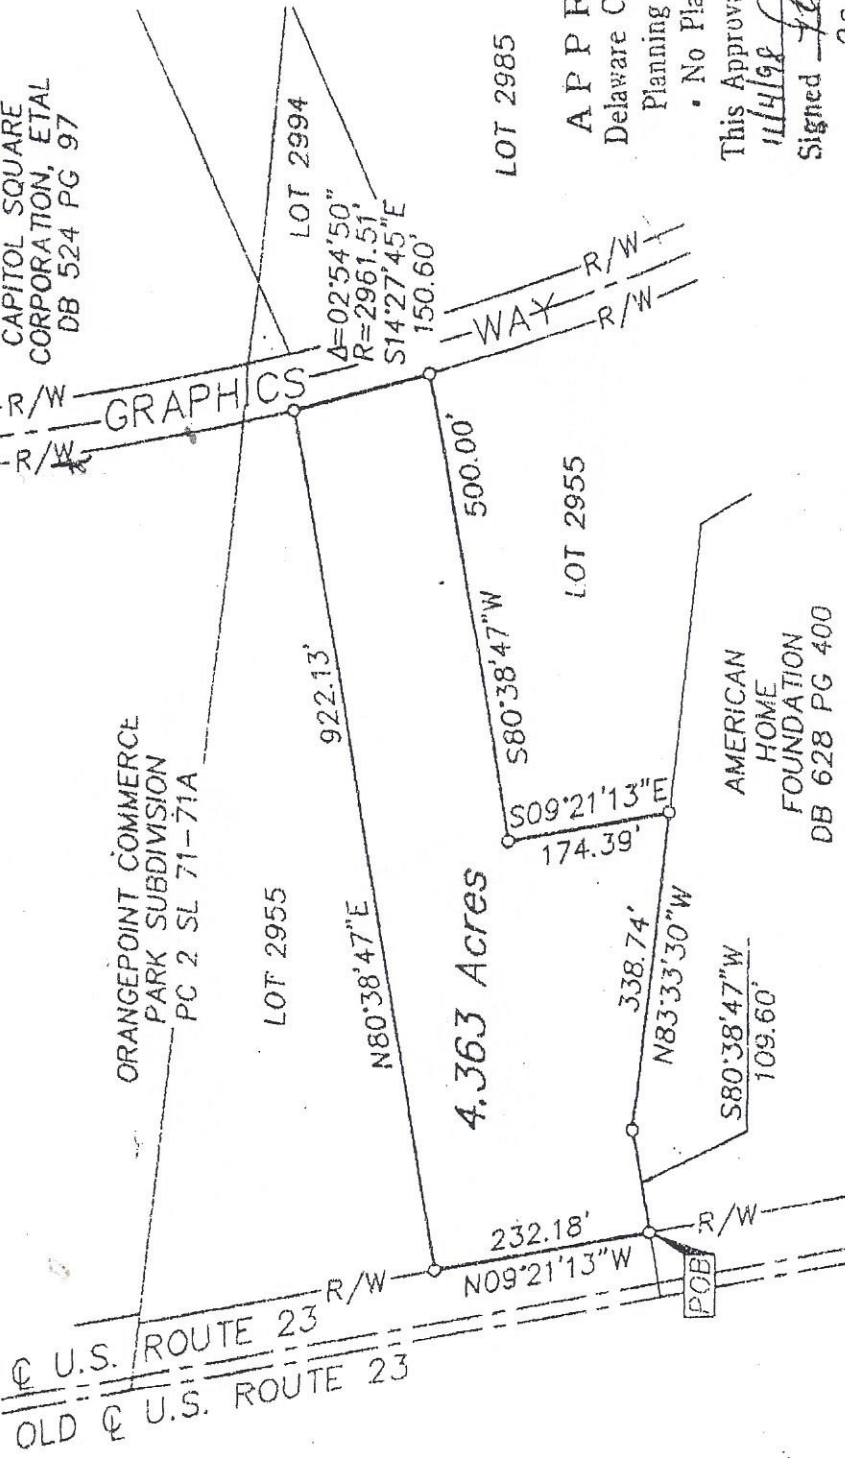 CAPITOL SQUARE
CORPORATION, ETAL
DB 524 PG 97
LOT 2994
LOT 2985
APPR
Delaware C
Planning
No Pla
This Approva
Signed
R/W
R/W
GRAPHICS WAY
R/W
R/W
Δ=02°54'50"
R=2961.51'
S14°27'45"E
150.60'
ORANGEPOINT COMMERCE
PARK SUBDIVISION
PC 2 SL 71-71A
LOT 2955
922.13'
N80°38'47"E
500.00'
S80°38'47"W
LOT 2955
4.363 Acres
S09°21'13"E
174.39'
338.74'
N83°33'30"W
S80°38'47"W
109.60'
AMERICAN
HOME
FOUNDATION
DB 628 PG 400
232.18'
N09°21'13"W
R/W
R/W
POB
℄ U.S. ROUTE 23
OLD ℄ U.S. ROUTE 23